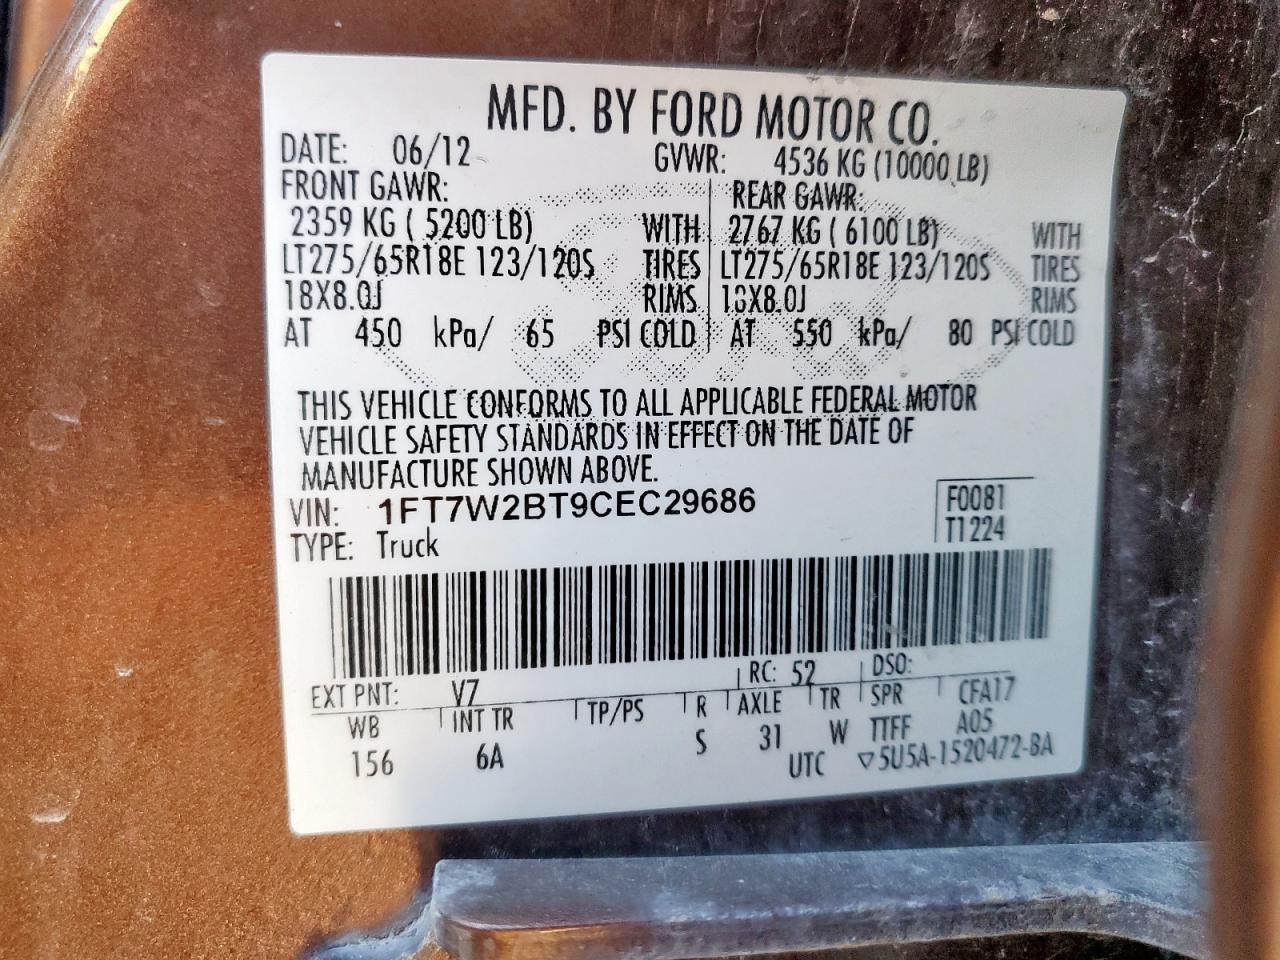 MFD. BY FORD MOTOR CO.
DATE: 06/12 GVWR: 4536 KG (10000 LB)
FRONT GAWR: REAR GAWR:
2359 KG ( 5200 LB) WITH 2767 KG ( 6100 LB) WITH
LT275/65R18E 123/120S TIRES LT275/65R18E 123/120S TIRES
18X8.0J RIMS 18X8.0J RIMS
AT 450 kPa/ 65 PSI COLD AT 550 kPa/ 80 PSI COLD
THIS VEHICLE CONFORMS TO ALL APPLICABLE FEDERAL MOTOR
VEHICLE SAFETY STANDARDS IN EFFECT ON THE DATE OF
MANUFACTURE SHOWN ABOVE.
VIN: 1FT7W2BT9CEC29686 F0081
TYPE: Truck T1224
EXT PNT: V7 RC: 52 DSO:
WB INT TR TP/PS R AXLE TR SPR CFA17
156 6A S 31 W TTFF A05
UTC ▽5U5A-1520472-BA